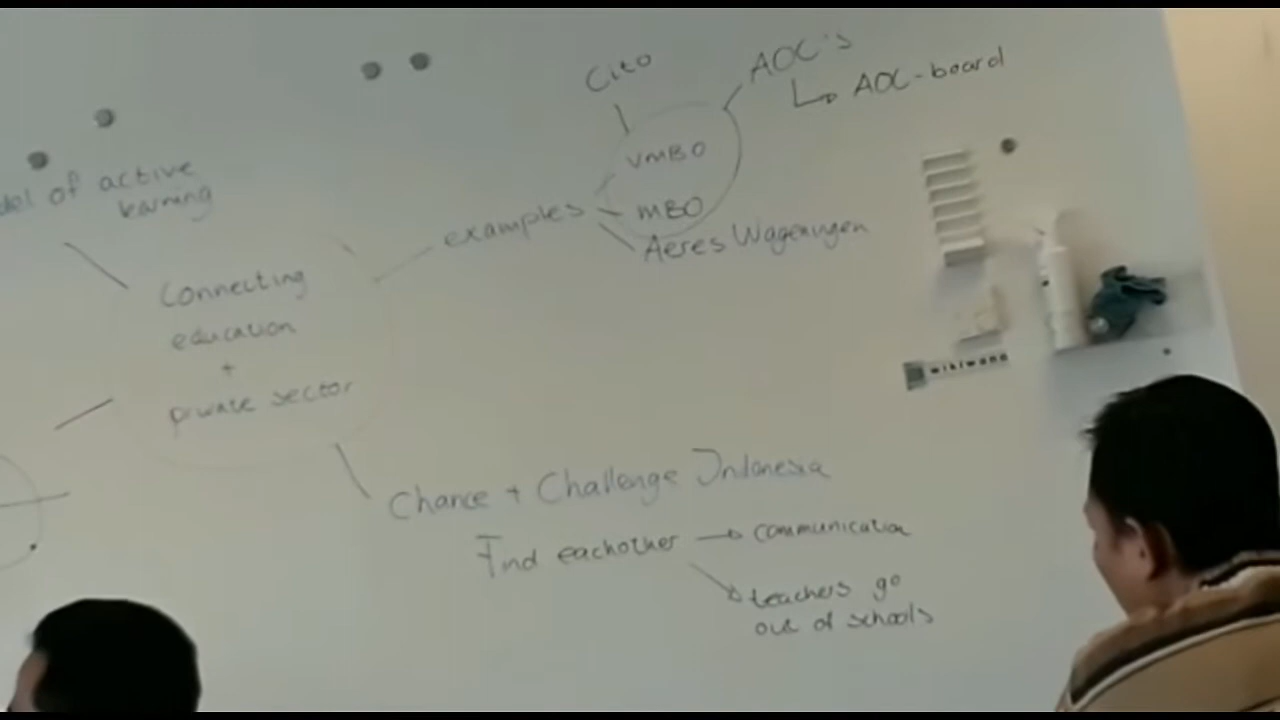 Cito
AOC's
AOC-board
VMBO
of active
learning
examples
MBO
Aeres Wageningen
Connecting
education
+
private sector
wikiwand
Chance + Challenge Indonesia
Find eachother → communication
teachers go
out of schools